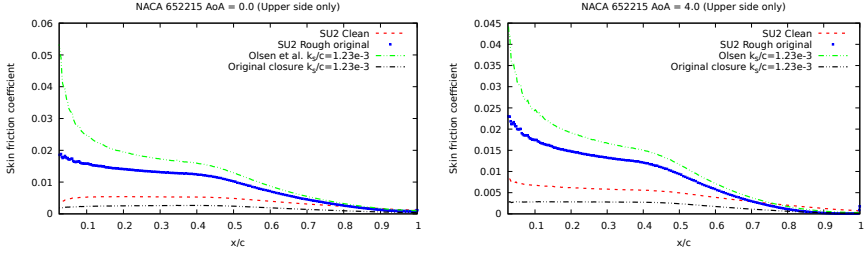 NACA 652215 AoA = 0.0 (Upper side only)
Skin friction coefficient
0.06
0.05
0.04
0.03
0.02
0.01
0
SU2 Clean
SU2 Rough original
Olsen et al. ks/c=1.23e-3
Original closure ks/c=1.23e-3
0.1 0.2 0.3 0.4 0.5 0.6 0.7 0.8 0.9 1
x/c
NACA 652215 AoA = 4.0 (Upper side only)
Skin friction coefficient
0.045
0.04
0.035
0.03
0.025
0.02
0.015
0.01
0.005
0
SU2 Clean
SU2 Rough original
Olsen ks/c=1.23e-3
Original closure ks/c=1.23e-3
0.1 0.2 0.3 0.4 0.5 0.6 0.7 0.8 0.9 1
x/c